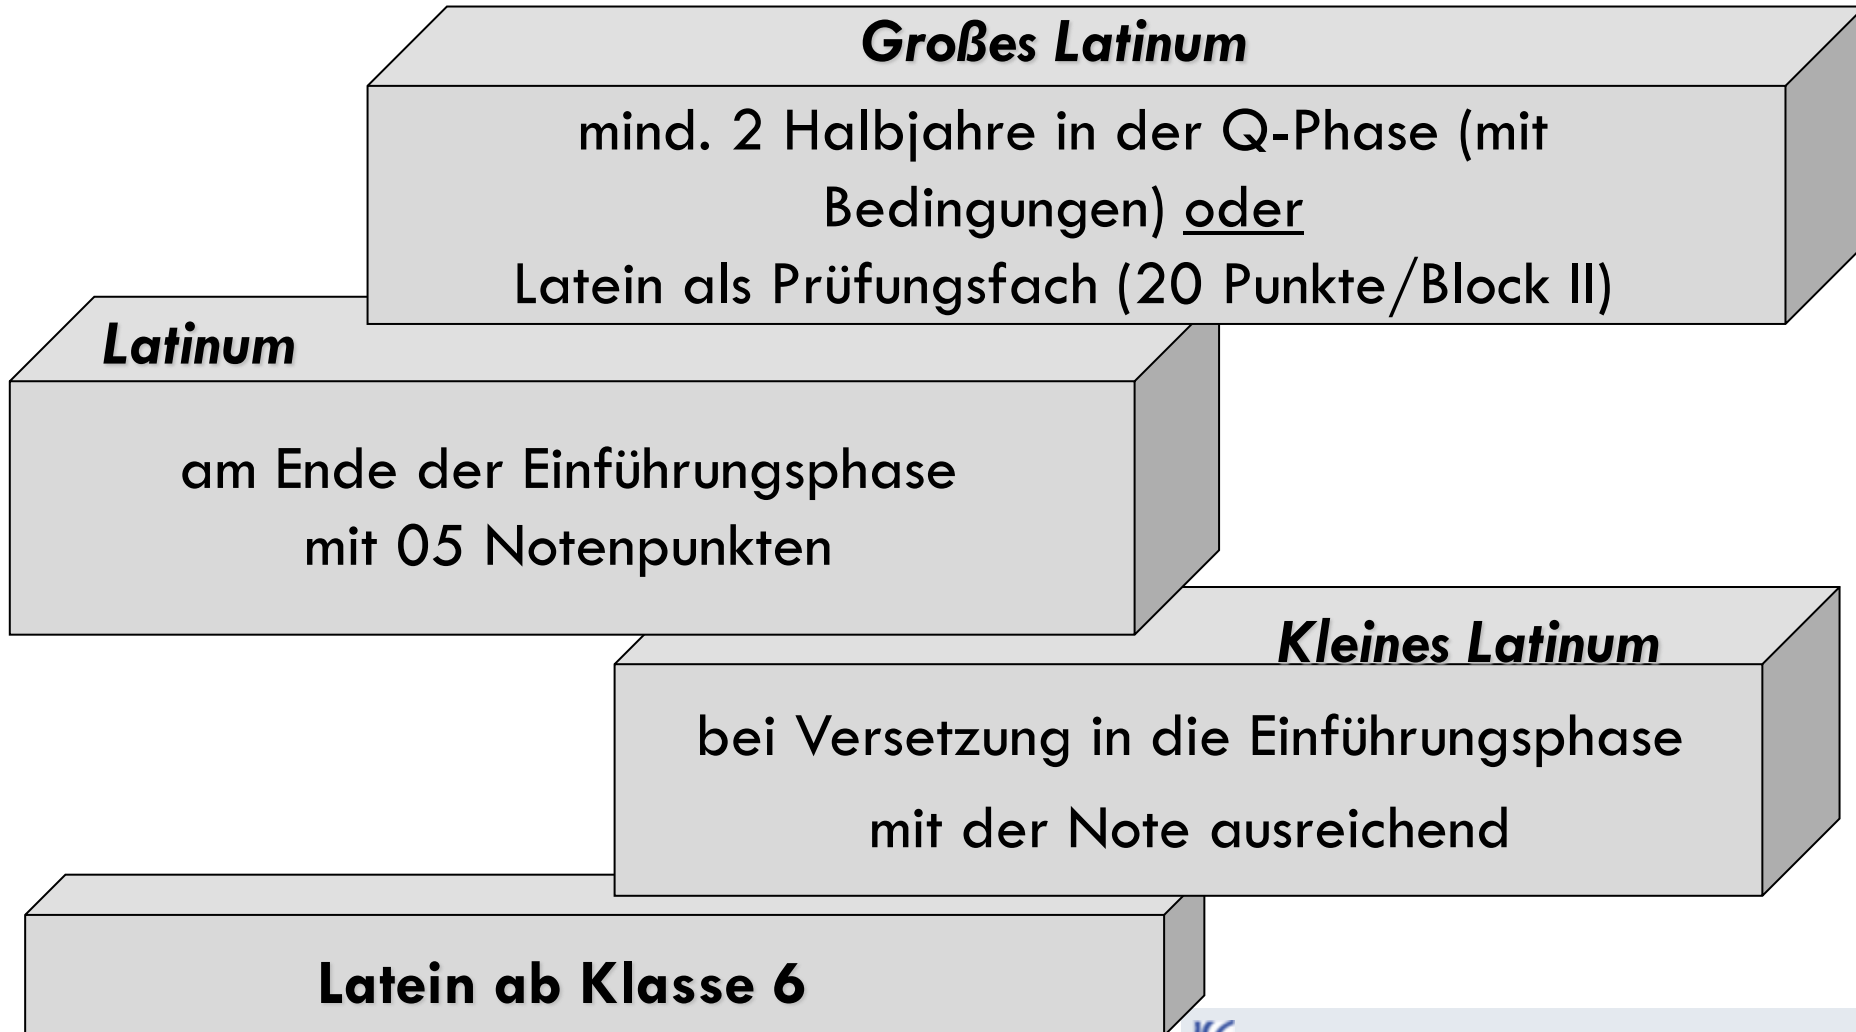 Großes Latinum
mind. 2 Halbjahre in der Q-Phase (mit
Bedingungen) oder
Latein als Prüfungsfach (20 Punkte/Block II)
Latinum
am Ende der Einführungsphase
mit 05 Notenpunkten
Kleines Latinum
bei Versetzung in die Einführungsphase
mit der Note ausreichend
Latein ab Klasse 6